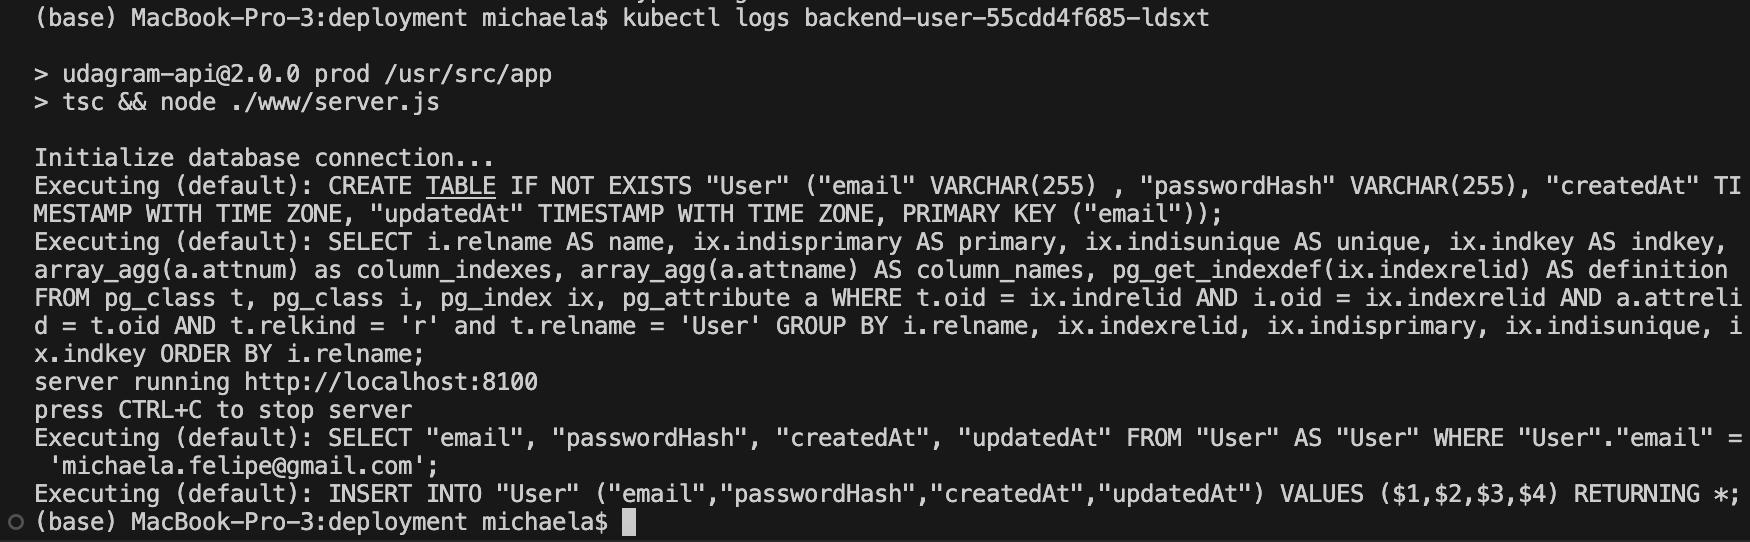 (base) MacBook-Pro-3:deployment michaela$ kubectl logs backend-user-55cdd4f685-ldsxt
> udagram-api@2.0.0 prod /usr/src/app
> tsc && node ./www/server.js
Initialize database connection...
Executing (default): CREATE TABLE IF NOT EXISTS "User" ("email" VARCHAR(255) , "passwordHash" VARCHAR(255), "createdAt" TI
MESTAMP WITH TIME ZONE, "updatedAt" TIMESTAMP WITH TIME ZONE, PRIMARY KEY ("email"));
Executing (default): SELECT i.relname AS name, ix.indisprimary AS primary, ix.indisunique AS unique, ix.indkey AS indkey,
array_agg(a.attnum) as column_indexes, array_agg(a.attname) AS column_names, pg_get_indexdef(ix.indexrelid) AS definition
FROM pg_class t, pg_class i, pg_index ix, pg_attribute a WHERE t.oid = ix.indrelid AND i.oid = ix.indexrelid AND a.attreli
d = t.oid AND t.relkind = 'r' and t.relname = 'User' GROUP BY i.relname, ix.indexrelid, ix.indisprimary, ix.indisunique, i
x.indkey ORDER BY i.relname;
server running http://localhost:8100
press CTRL+C to stop server
Executing (default): SELECT "email", "passwordHash", "createdAt", "updatedAt" FROM "User" AS "User" WHERE "User"."email" =
'michaela.felipe@gmail.com';
Executing (default): INSERT INTO "User" ("email","passwordHash","createdAt","updatedAt") VALUES ($1,$2,$3,$4) RETURNING *;
(base) MacBook-Pro-3:deployment michaela$